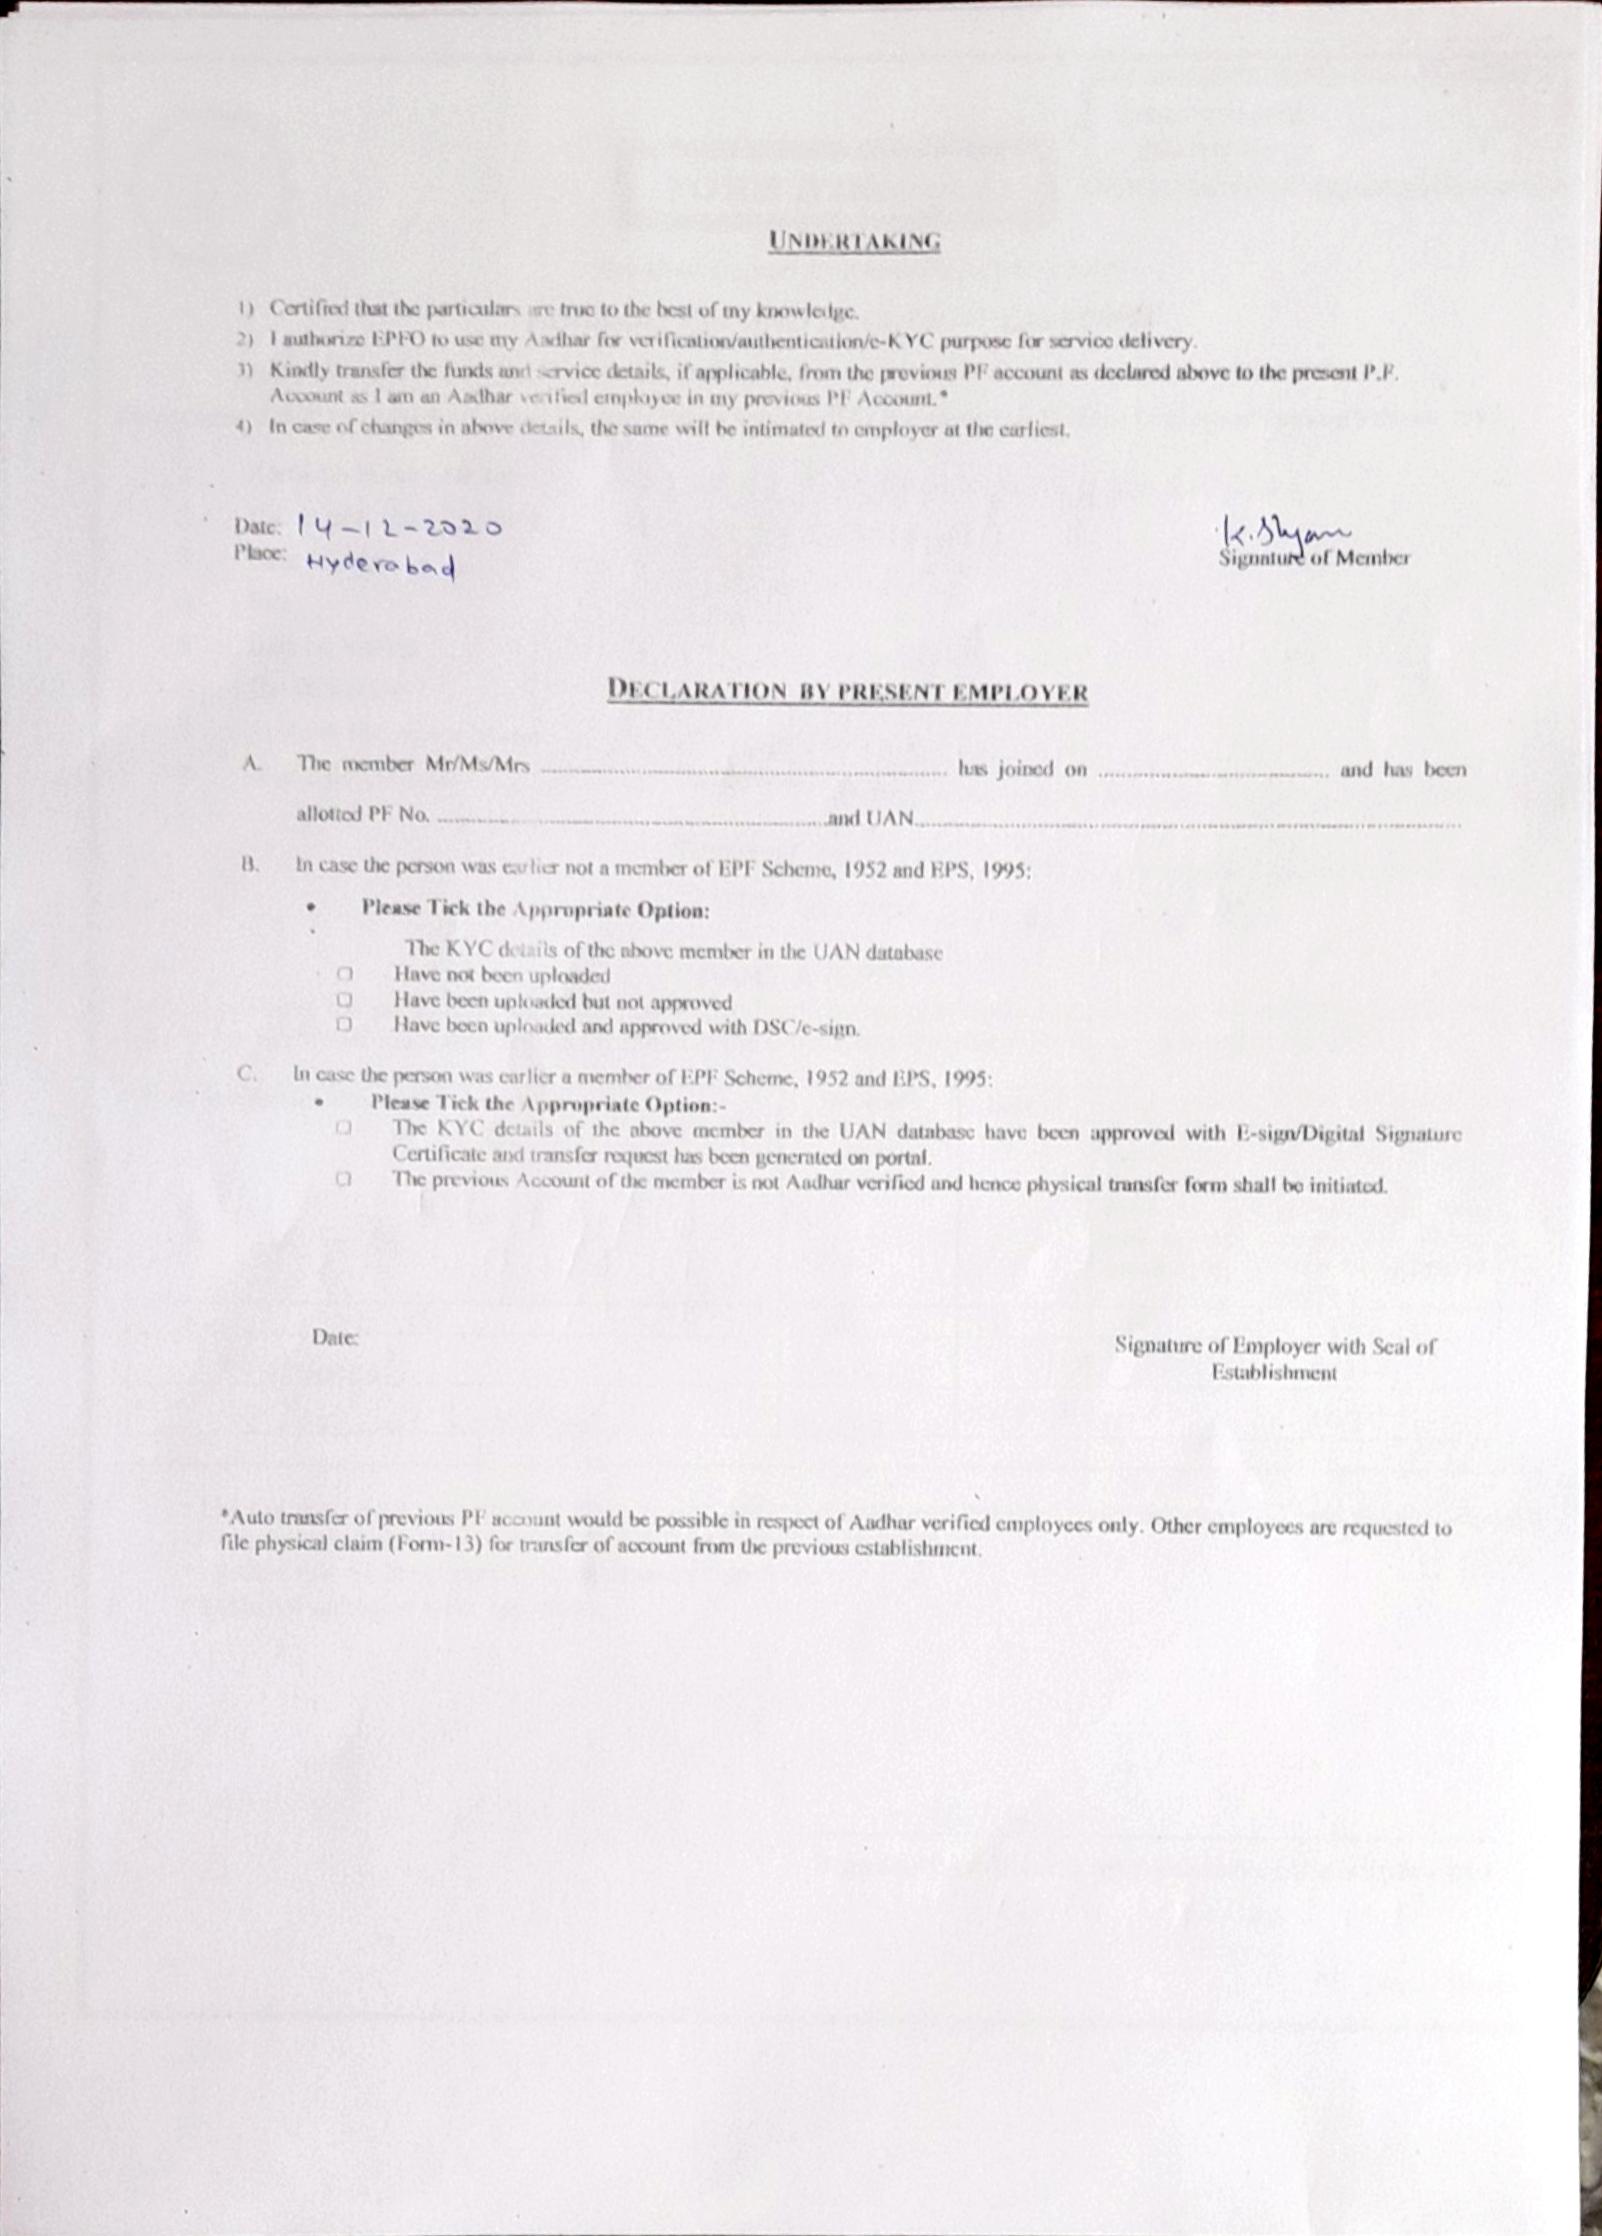 UNDERTAKING
1) Certified that the particulars are true to the best of my knowledge.
2) I authorize EPFO to use my Aadhar for verification/authentication/e-KYC purpose for service delivery.
3) Kindly transfer the funds and service details, if applicable, from the previous PF account as declared above to the present P.F.
Account as I am an Aadhar verified employee in my previous PF Account.*
4) In case of changes in above details, the same will be intimated to employer at the earliest.
Date: 14-12-2020
Place: Hyderabad
K. Shyam
Signature of Member
DECLARATION BY PRESENT EMPLOYER
A. The member Mr/Ms/Mrs ........................ has joined on ........................ and has been
allotted PF No. ........................ and UAN........................
B. In case the person was earlier not a member of EPF Scheme, 1952 and EPS, 1995:
• Please Tick the Appropriate Option:
The KYC details of the above member in the UAN database
□ Have not been uploaded
□ Have been uploaded but not approved
□ Have been uploaded and approved with DSC/e-sign.
C. In case the person was earlier a member of EPF Scheme, 1952 and EPS, 1995:
• Please Tick the Appropriate Option:-
□ The KYC details of the above member in the UAN database have been approved with E-sign/Digital Signature
Certificate and transfer request has been generated on portal.
□ The previous Account of the member is not Aadhar verified and hence physical transfer form shall be initiated.
Date:
Signature of Employer with Seal of
Establishment
*Auto transfer of previous PF account would be possible in respect of Aadhar verified employees only. Other employees are requested to
file physical claim (Form-13) for transfer of account from the previous establishment.